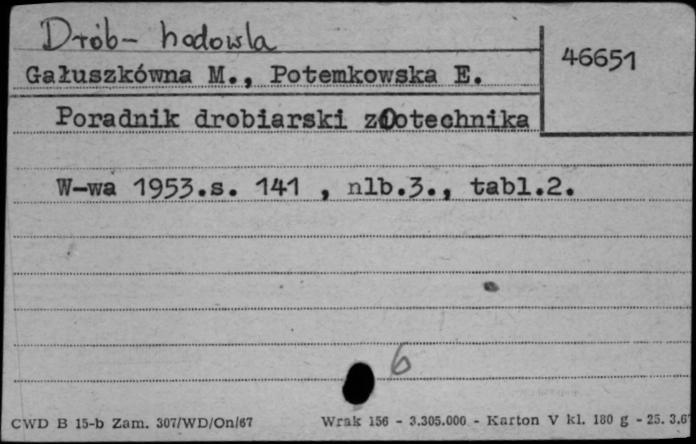 Drób - hodowla
46651
Gałuszkówna M., Potemkowska E.
Poradnik drobiarski zootechnika
W-wa 1953.s. 141 , nlb.3., tabl.2.
6
CWD B 15-b Zam. 307/WD/On/67 Wrak 156 - 3.305.000 - Karton V kl. 180 g - 25. 3.67